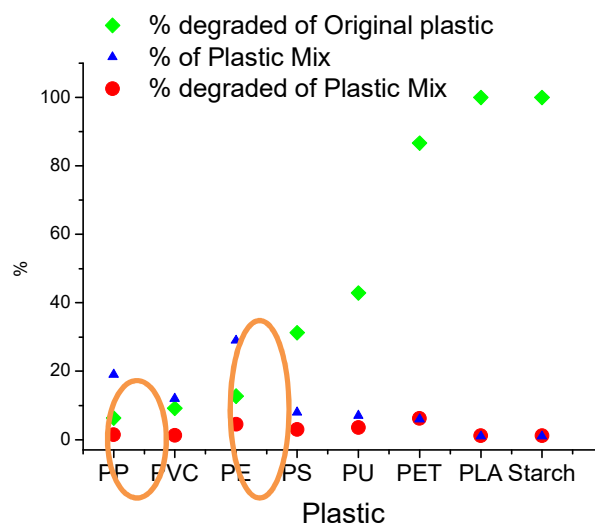 % degraded of Original plastic
% of Plastic Mix
% degraded of Plastic Mix
100
80
60
40
20
0
%
PP PVC PE PS PU PET PLA Starch
Plastic